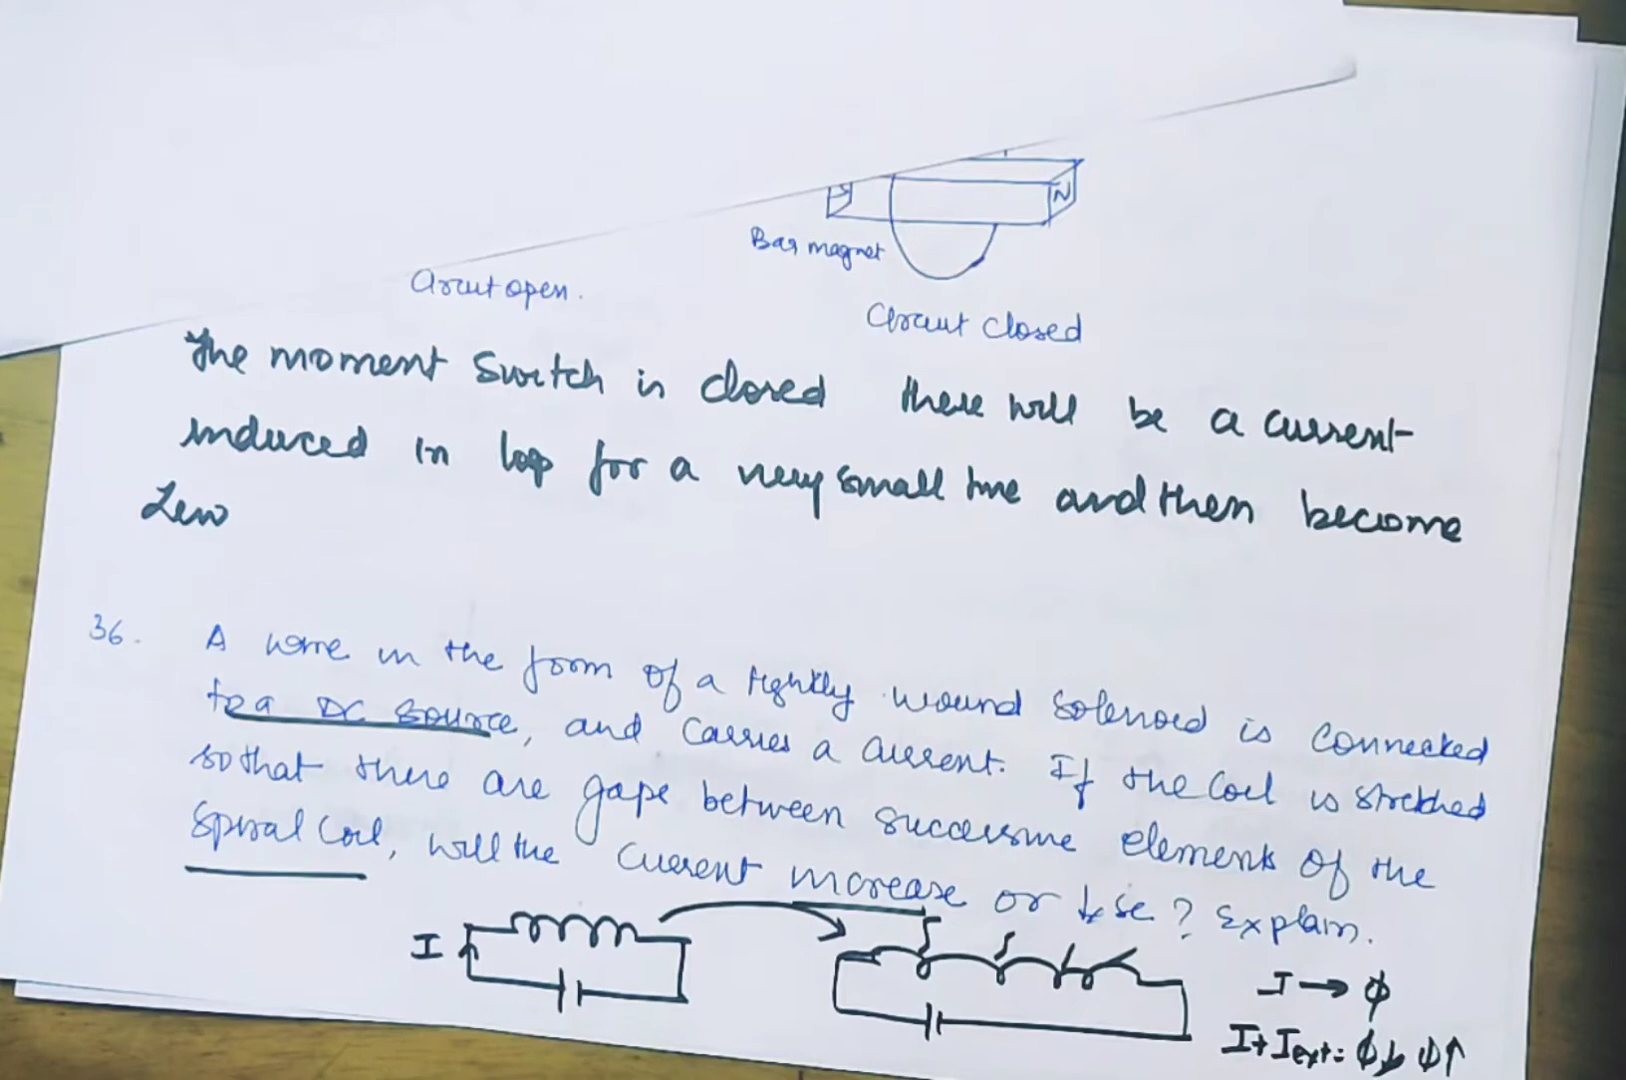 S
N
Bar magnet
Circut open.
Circuit closed
The moment switch is closed there will be a current
induced in loop for a very small time and then become
Zero
36. A wire in the form of a tightly wound solenoid is connected
to a DC source, and carries a current. If the coil is stretched
so that there are gaps between successive elements of the
spiral coil, will the current increase or ↓se? Explain.
I
I → ϕ
I + Iext = ϕ↓ ϕ↑